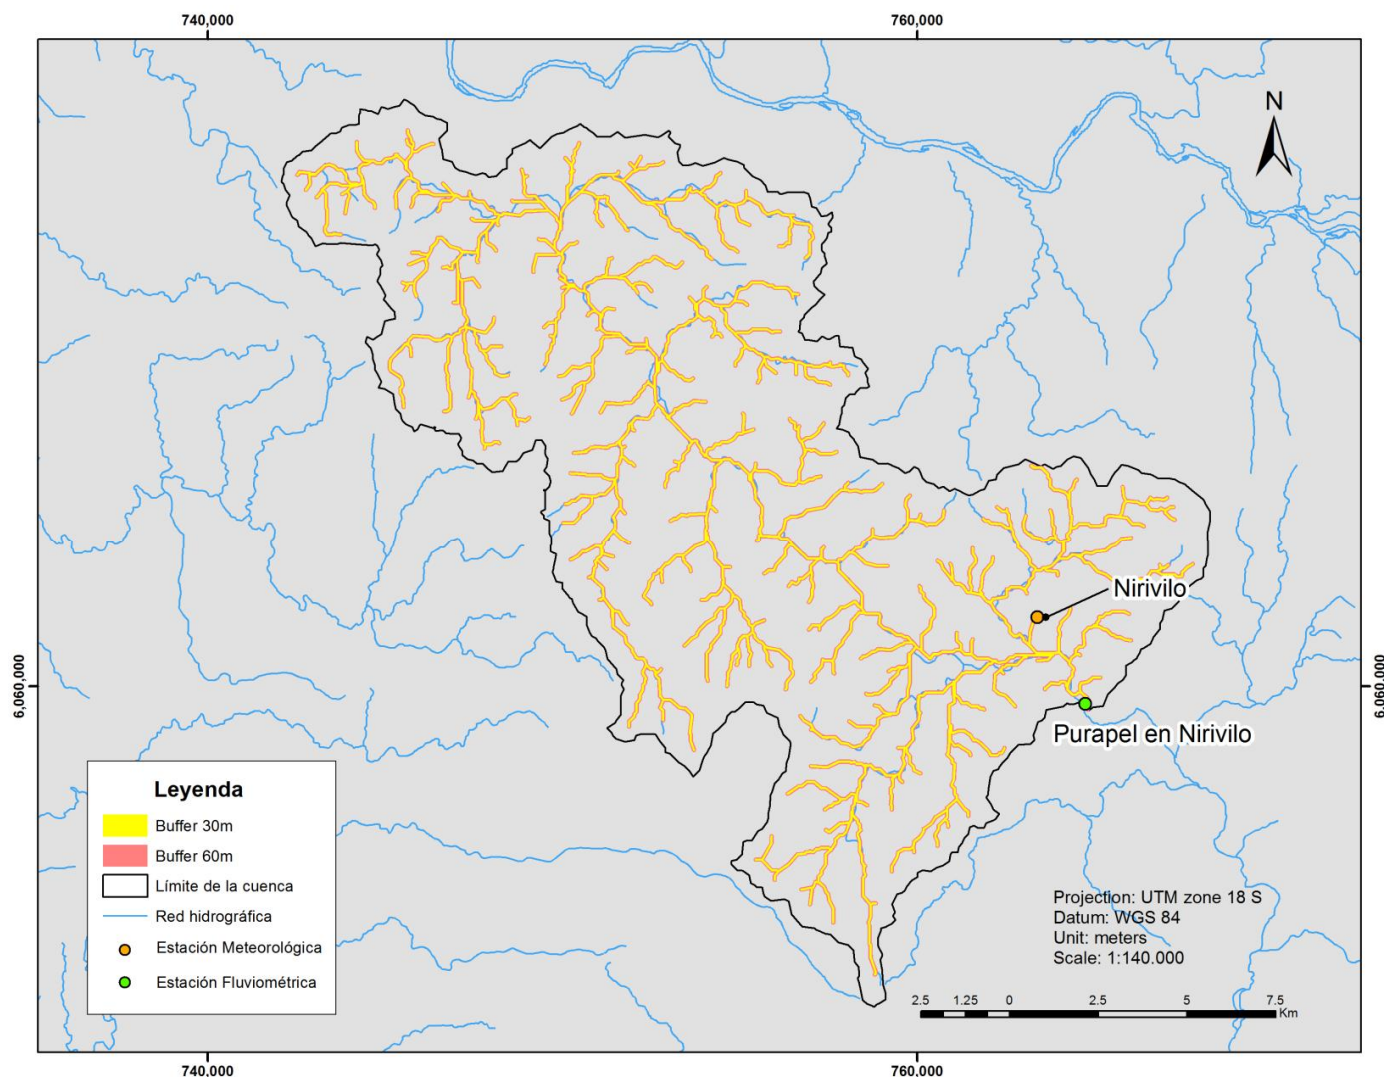 740,000
760,000
N
Nirivilo
6,060,000
6,060,000
Purapel en Nirivilo
Leyenda
Buffer 30m
Buffer 60m
Límite de la cuenca
Red hidrográfica
Estación Meteorológica
Estación Fluviométrica
Projection: UTM zone 18 S
Datum: WGS 84
Unit: meters
Scale: 1:140.000
2.5 1.25 0 2.5 5 7.5
Km
740,000
760,000